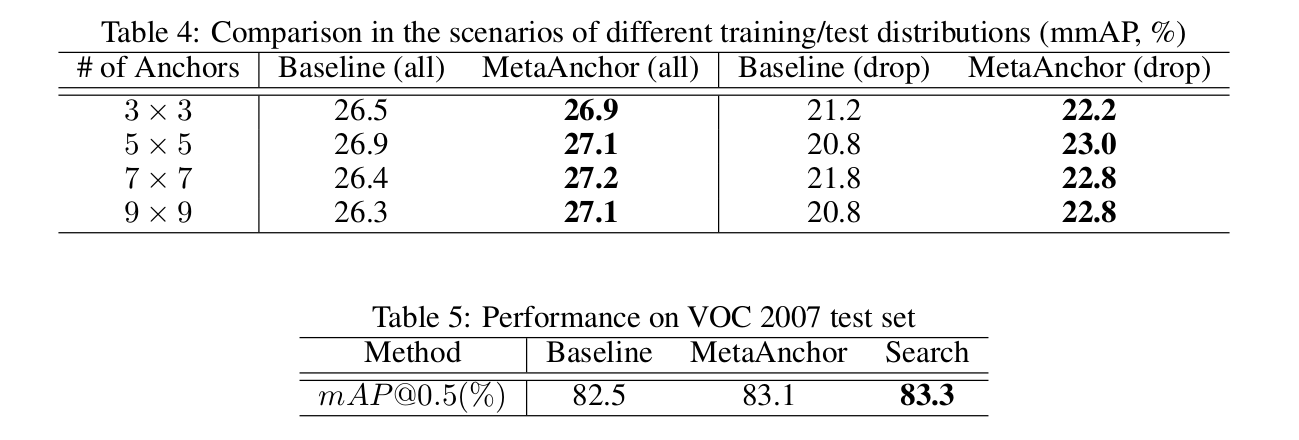 Table 4: Comparison in the scenarios of different training/test distributions (mmAP, %)
# of Anchors Baseline (all) MetaAnchor (all) Baseline (drop) MetaAnchor (drop)
3 × 3 26.5 26.9 21.2 22.2
5 × 5 26.9 27.1 20.8 23.0
7 × 7 26.4 27.2 21.8 22.8
9 × 9 26.3 27.1 20.8 22.8
Table 5: Performance on VOC 2007 test set
Method Baseline MetaAnchor Search
mAP@0.5(%) 82.5 83.1 83.3